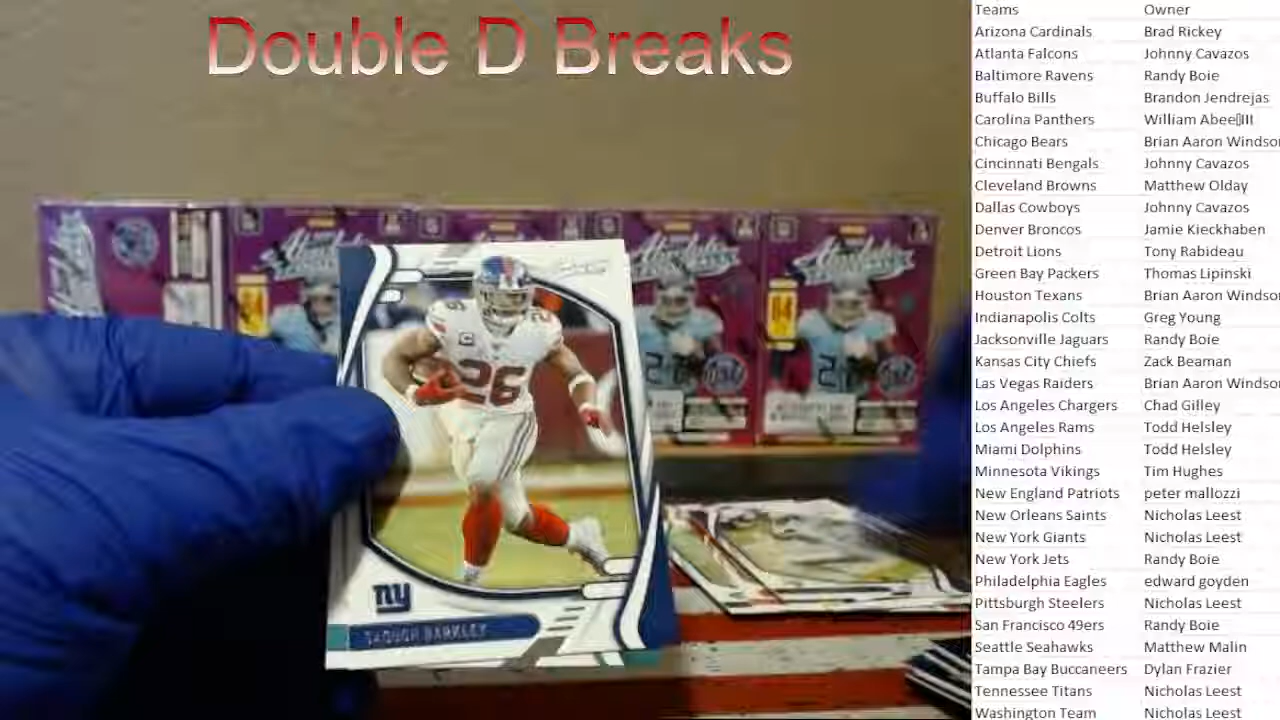 Double D Breaks
Teams Owner
Arizona Cardinals Brad Rickey
Atlanta Falcons Johnny Cavazos
Baltimore Ravens Randy Boie
Buffalo Bills Brandon Jendrejas
Carolina Panthers William Abee▯III
Chicago Bears Brian Aaron Windsor
Cincinnati Bengals Johnny Cavazos
Cleveland Browns Matthew Olday
Dallas Cowboys Johnny Cavazos
Denver Broncos Jamie Kieckhaben
Detroit Lions Tony Rabideau
Green Bay Packers Thomas Lipinski
Houston Texans Brian Aaron Windsor
Indianapolis Colts Greg Young
Jacksonville Jaguars Randy Boie
Kansas City Chiefs Zack Beaman
Las Vegas Raiders Brian Aaron Windsor
Los Angeles Chargers Chad Gilley
Los Angeles Rams Todd Helsley
Miami Dolphins Todd Helsley
Minnesota Vikings Tim Hughes
New England Patriots peter mallozzi
New Orleans Saints Nicholas Leest
New York Giants Nicholas Leest
New York Jets Randy Boie
Philadelphia Eagles edward goyden
Pittsburgh Steelers Nicholas Leest
San Francisco 49ers Randy Boie
Seattle Seahawks Matthew Malin
Tampa Bay Buccaneers Dylan Frazier
Tennessee Titans Nicholas Leest
Washington Team Nicholas Leest
Absolute
Absolute
64
64
26
26
ny
SAQUON BARKLEY